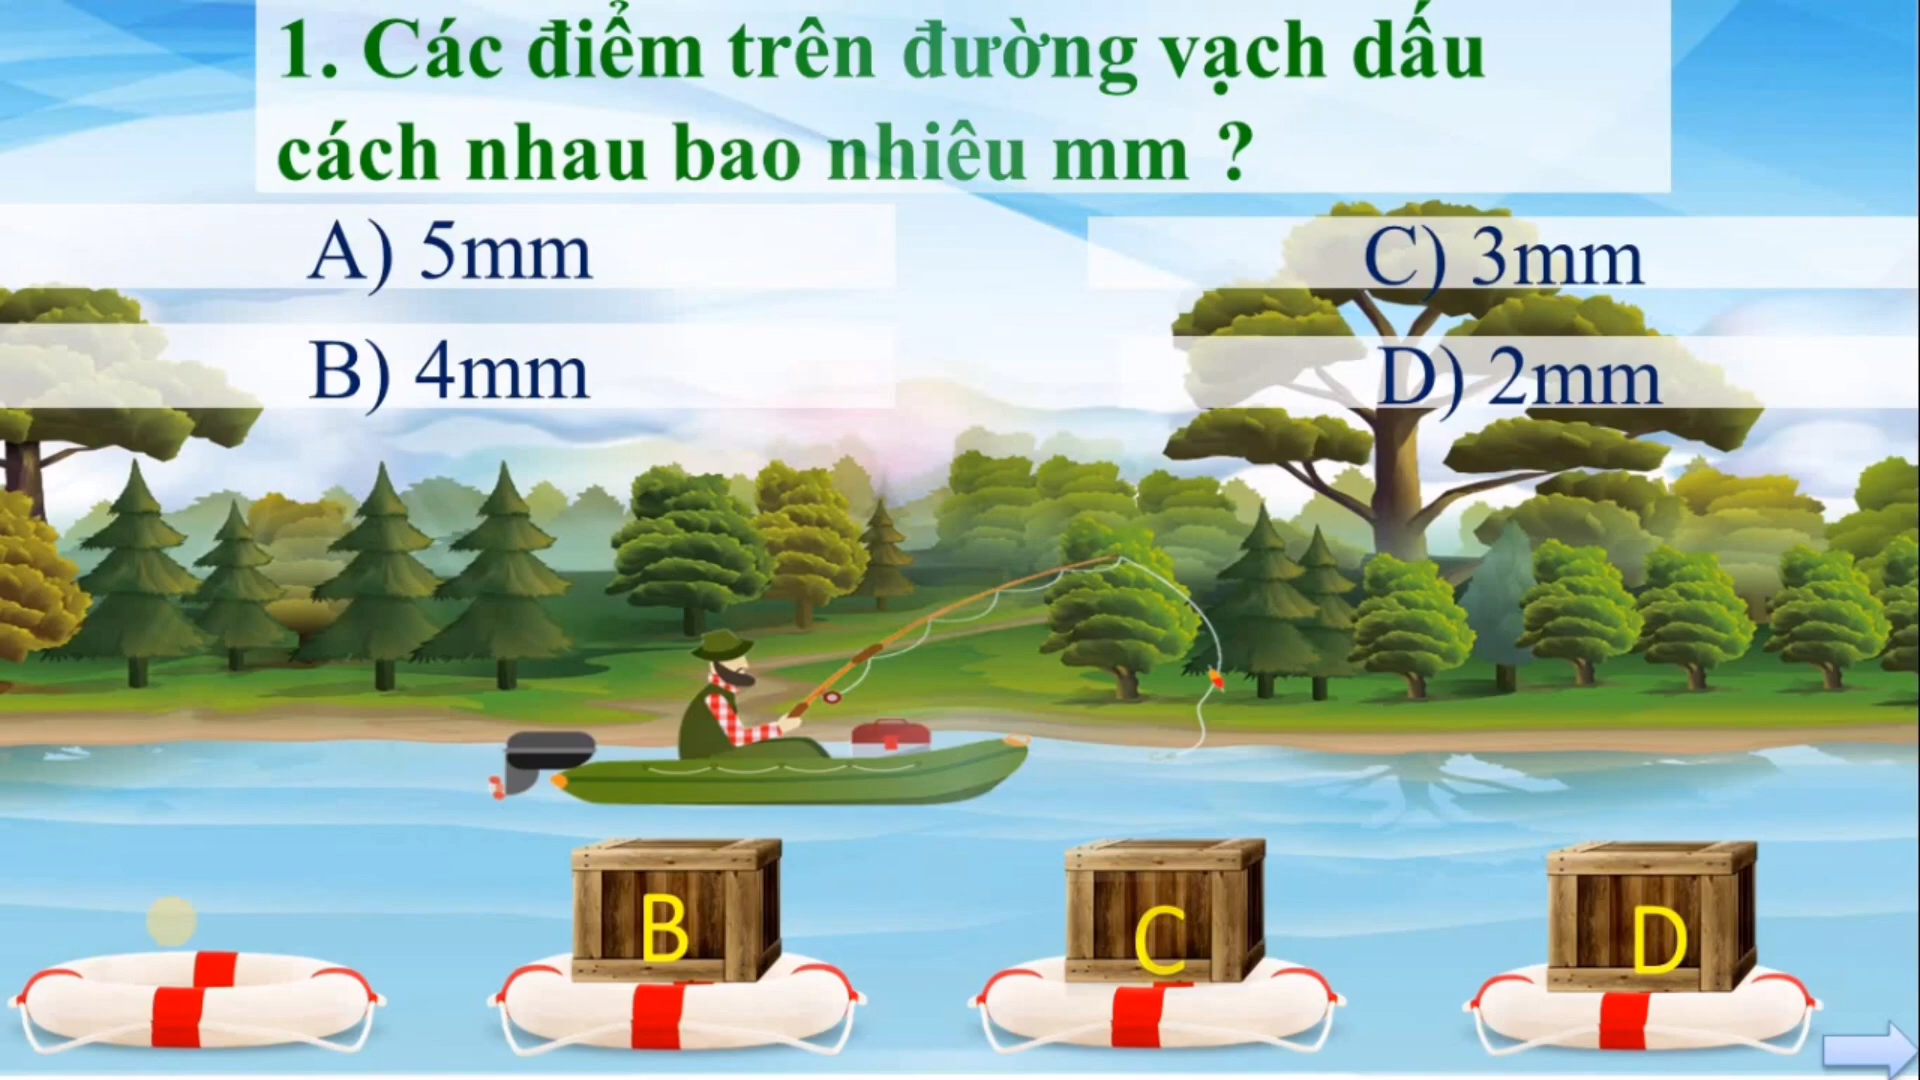 1. Các điểm trên đường vạch dấu
cách nhau bao nhiêu mm ?
A) 5mm
C) 3mm
B) 4mm
D) 2mm
B
C
D